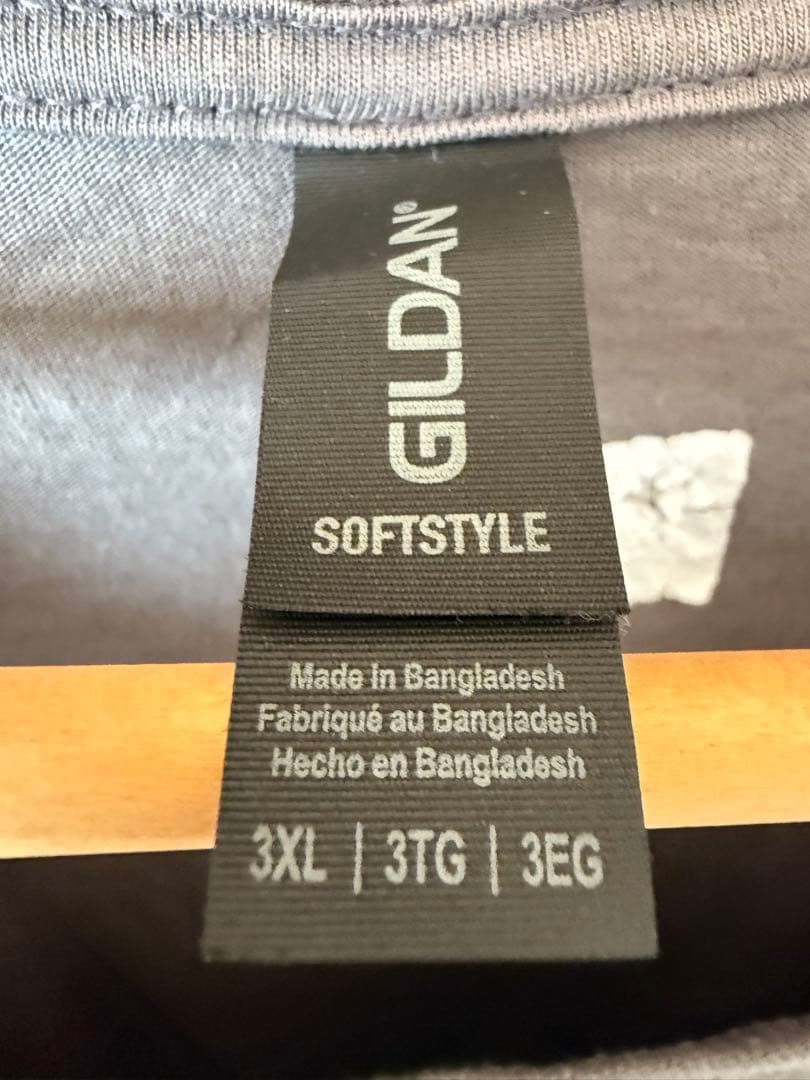 GILDAN®
SOFTSTYLE
Made in Bangladesh
Fabriqué au Bangladesh
Hecho en Bangladesh
3XL | 3TG | 3EG